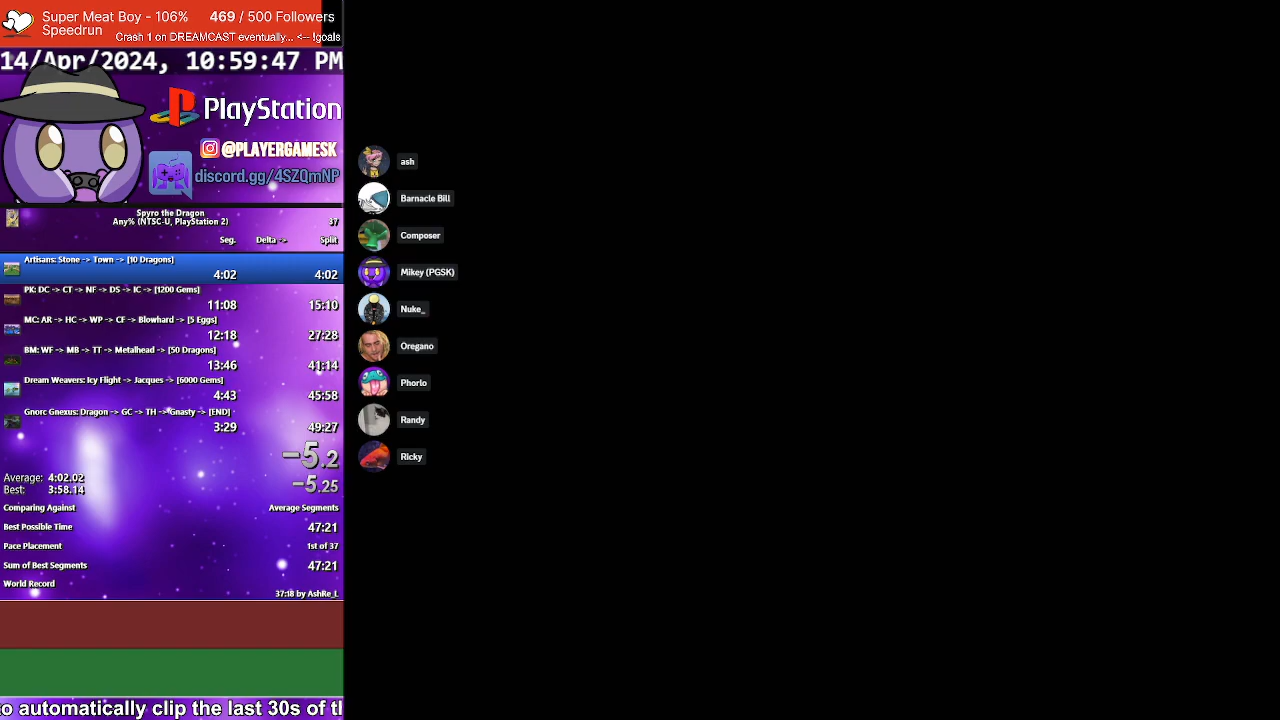 Super Meat Boy - 106% 469 / 500 Followers
Speedrun
Crash 1 on DREAMCAST eventually... <-- !goals
14/Apr/2024, 10:59:47 PM
PlayStation
@PLAYERGAMESK
discord.gg/4SZQmNP
Spyro the Dragon
Any% (NTSC-U, PlayStation 2) 37
Seg. Delta -> Split
Artisans: Stone -> Town -> [10 Dragons]
4:02 4:02
PK: DC -> CT -> NF -> DS -> IC -> [1200 Gems]
11:08 15:10
MC: AR -> HC -> WP -> CF -> Blowhard -> [5 Eggs]
12:18 27:28
BM: WF -> MB -> TT -> Metalhead -> [50 Dragons]
13:46 41:14
Dream Weavers: Icy Flight -> Jacques -> [6000 Gems]
4:43 45:58
Gnorc Gnexus: Dragon -> GC -> TH -> Gnasty -> [END]
3:29 49:27
-5.2
Average: 4:02.02
Best: 3:58.14
-5.25
Comparing Against Average Segments
Best Possible Time 47:21
Pace Placement 1st of 37
Sum of Best Segments 47:21
World Record
37:18 by AshRe_L
o automatically clip the last 30s of t
ash
Barnacle Bill
Composer
Mikey (PGSK)
Nuke_
Oregano
Phorio
Randy
Ricky